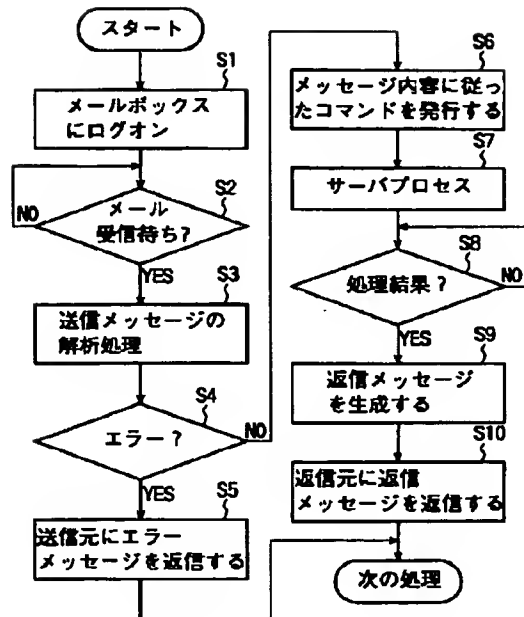 スタート
S1
メールボックス
にログオン
S2
メール
受信待ち?
NO
YES
S3
送信メッセージの
解析処理
S4
エラー?
NO
YES
S5
送信元にエラー
メッセージを返信する
S6
メッセージ内容に従っ
たコマンドを発行する
S7
サーバプロセス
S8
処理結果?
NO
YES
S9
返信メッセージ
を生成する
S10
返信元に返信
メッセージを返信する
次の処理